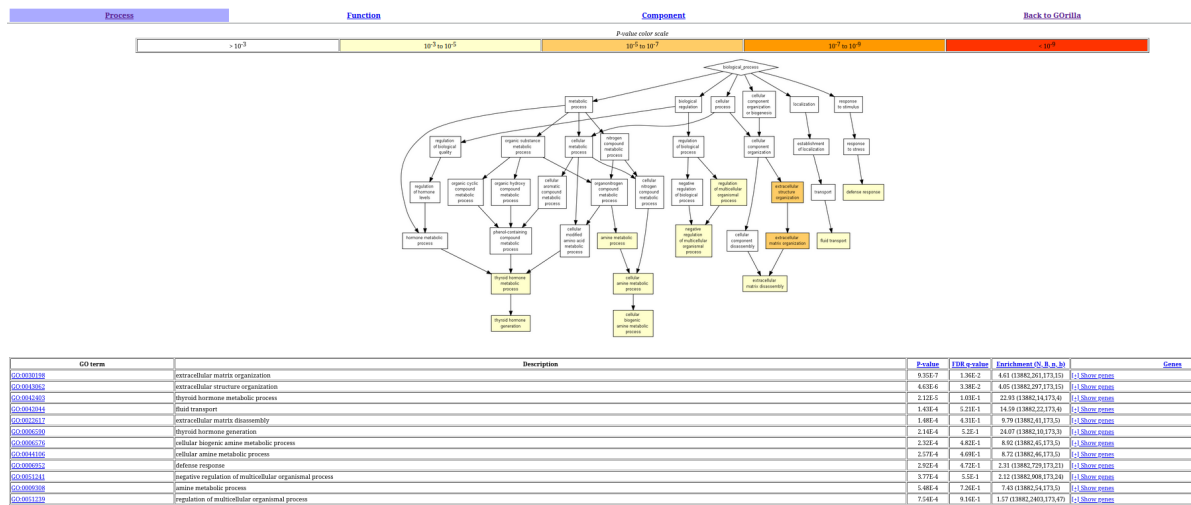 Process Function Component Back to GOrilla
P-value color scale
> 10-3 10-3 to 10-5 10-5 to 10-7 10-7 to 10-9 < 10-9
biological_process
metabolic process
biological regulation
cellular process
cellular component organization or biogenesis
localization
response to stimulus
regulation of biological quality
organic substance metabolic process
cellular metabolic process
nitrogen compound metabolic process
regulation of biological process
cellular component organization
establishment of localization
response to stress
regulation of hormone levels
organic cyclic compound metabolic process
organic hydroxy compound metabolic process
cellular aromatic compound metabolic process
organonitrogen compound metabolic process
cellular nitrogen compound metabolic process
negative regulation of biological process
regulation of multicellular organismal process
extracellular structure organization
transport
defense response
hormone metabolic process
phenol-containing compound metabolic process
cellular modified amino acid metabolic process
amine metabolic process
negative regulation of multicellular organismal process
cellular component disassembly
extracellular matrix organization
fluid transport
thyroid hormone metabolic process
cellular amine metabolic process
extracellular matrix disassembly
thyroid hormone generation
cellular biogenic amine metabolic process
GO term Description P-value FDR q-value Enrichment (N, B, n, b) Genes
GO:0030198 extracellular matrix organization 9.35E-7 1.36E-2 4.61 (13882,261,173,15) [+] Show genes
GO:0043062 extracellular structure organization 4.63E-6 3.38E-2 4.05 (13882,297,173,15) [+] Show genes
GO:0042403 thyroid hormone metabolic process 2.12E-5 1.03E-1 22.93 (13882,14,173,4) [+] Show genes
GO:0042044 fluid transport 1.43E-4 5.21E-1 14.59 (13882,22,173,4) [+] Show genes
GO:0022617 extracellular matrix disassembly 1.48E-4 4.31E-1 9.79 (13882,41,173,5) [+] Show genes
GO:0006590 thyroid hormone generation 2.14E-4 5.2E-1 24.07 (13882,10,173,3) [+] Show genes
GO:0006576 cellular biogenic amine metabolic process 2.32E-4 4.82E-1 8.92 (13882,45,173,5) [+] Show genes
GO:0044106 cellular amine metabolic process 2.57E-4 4.69E-1 8.72 (13882,46,173,5) [+] Show genes
GO:0006952 defense response 2.92E-4 4.72E-1 2.31 (13882,729,173,21) [+] Show genes
GO:0051241 negative regulation of multicellular organismal process 3.77E-4 5.5E-1 2.12 (13882,908,173,24) [+] Show genes
GO:0009308 amine metabolic process 5.48E-4 7.26E-1 7.43 (13882,54,173,5) [+] Show genes
GO:0051239 regulation of multicellular organismal process 7.54E-4 9.16E-1 1.57 (13882,2403,173,47) [+] Show genes